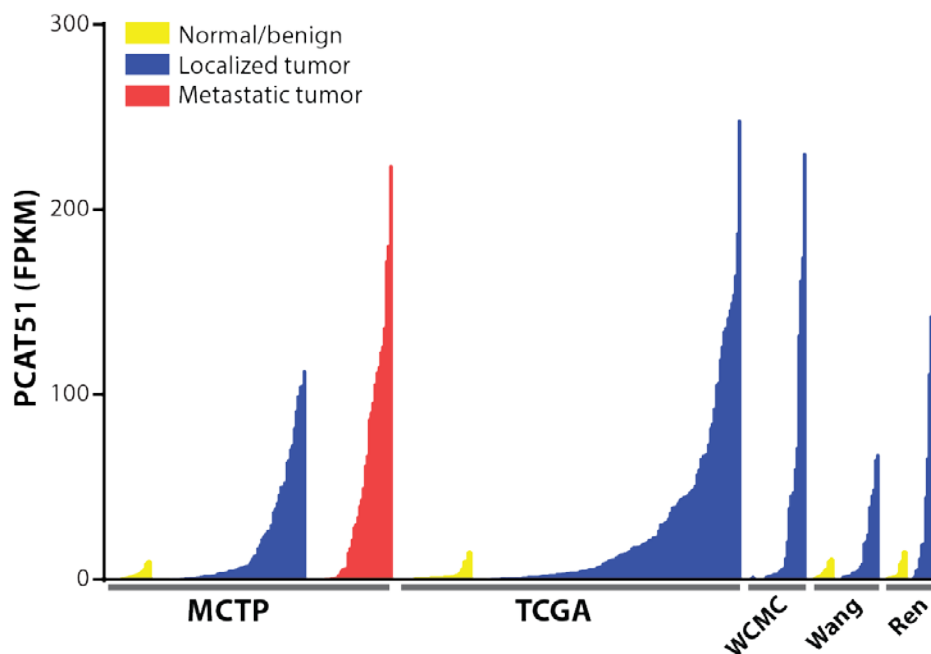 300
Normal/benign
Localized tumor
Metastatic tumor
200
PCAT51 (FPKM)
100
0
MCTP
TCGA
WCMC
Wang
Ren